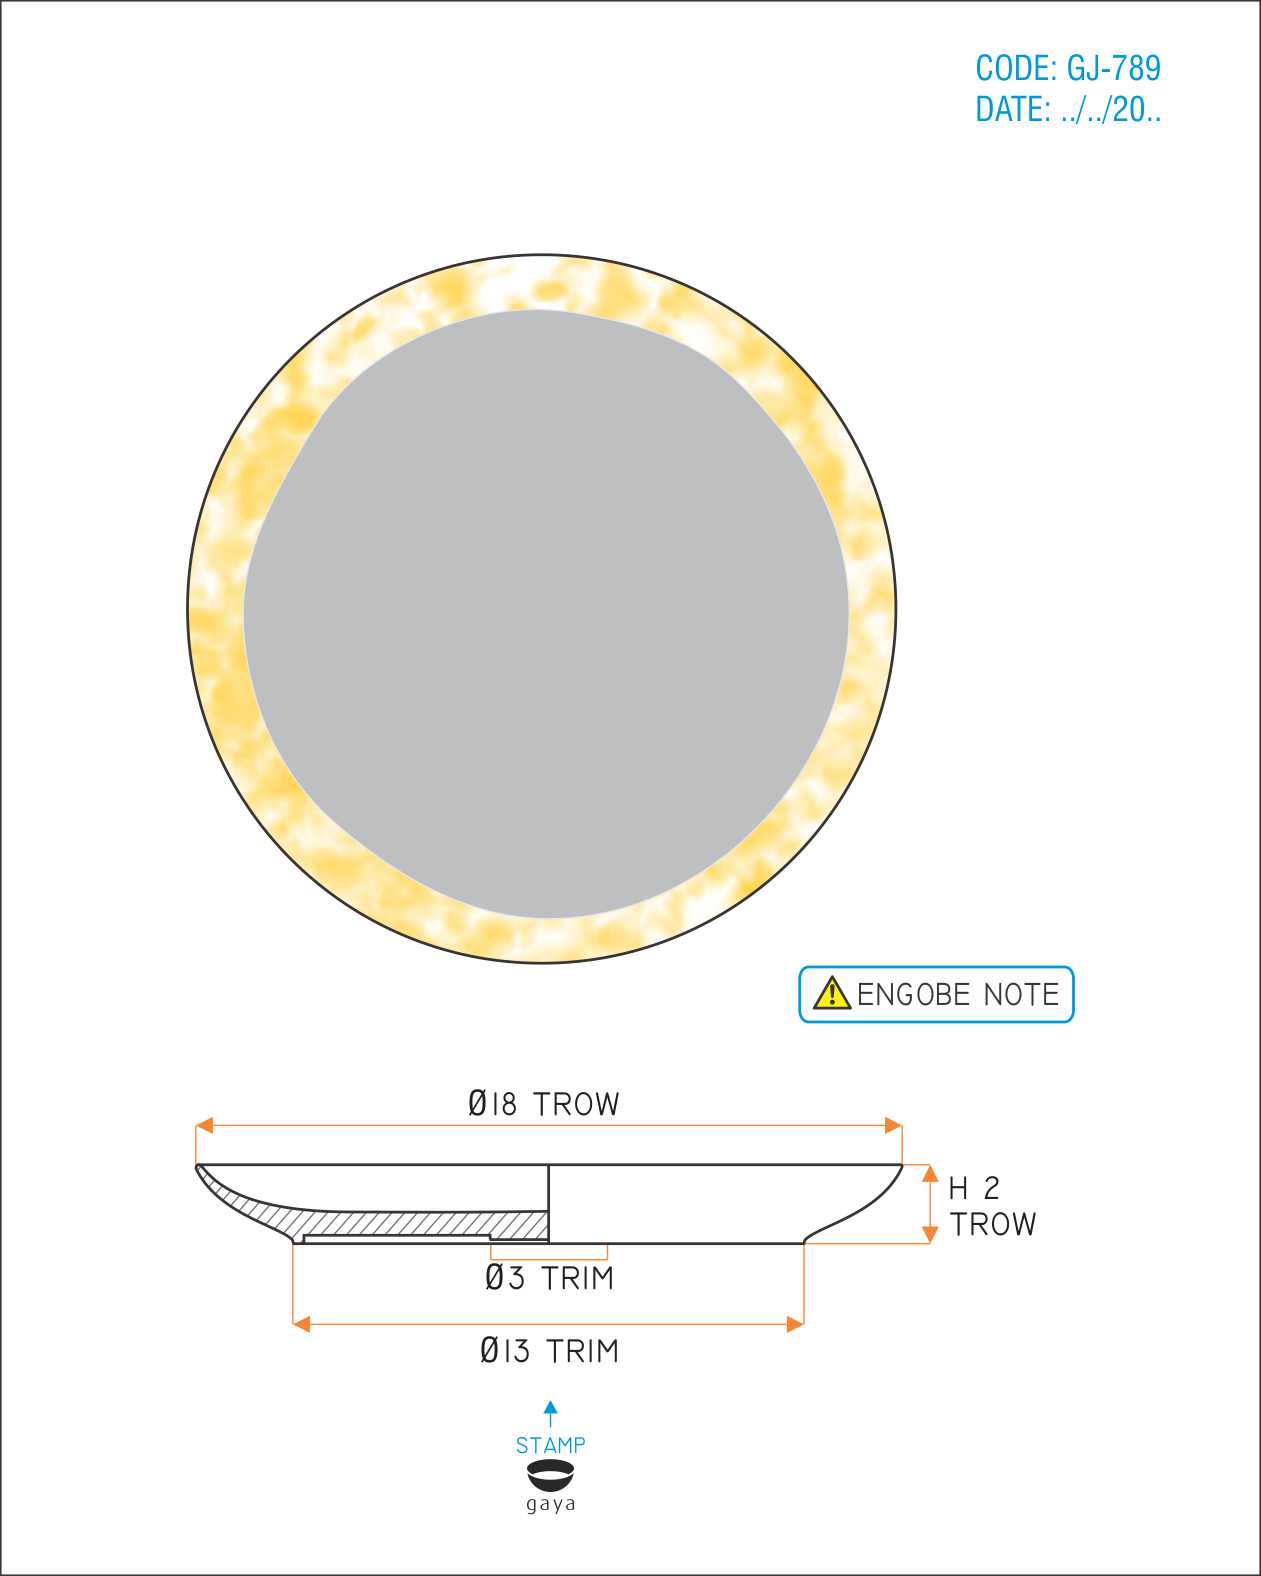 CODE: GJ-789
DATE: ../../20..
ENGOBE NOTE
Ø18 TROW
H 2
TROW
Ø3 TRIM
Ø13 TRIM
STAMP
gaya